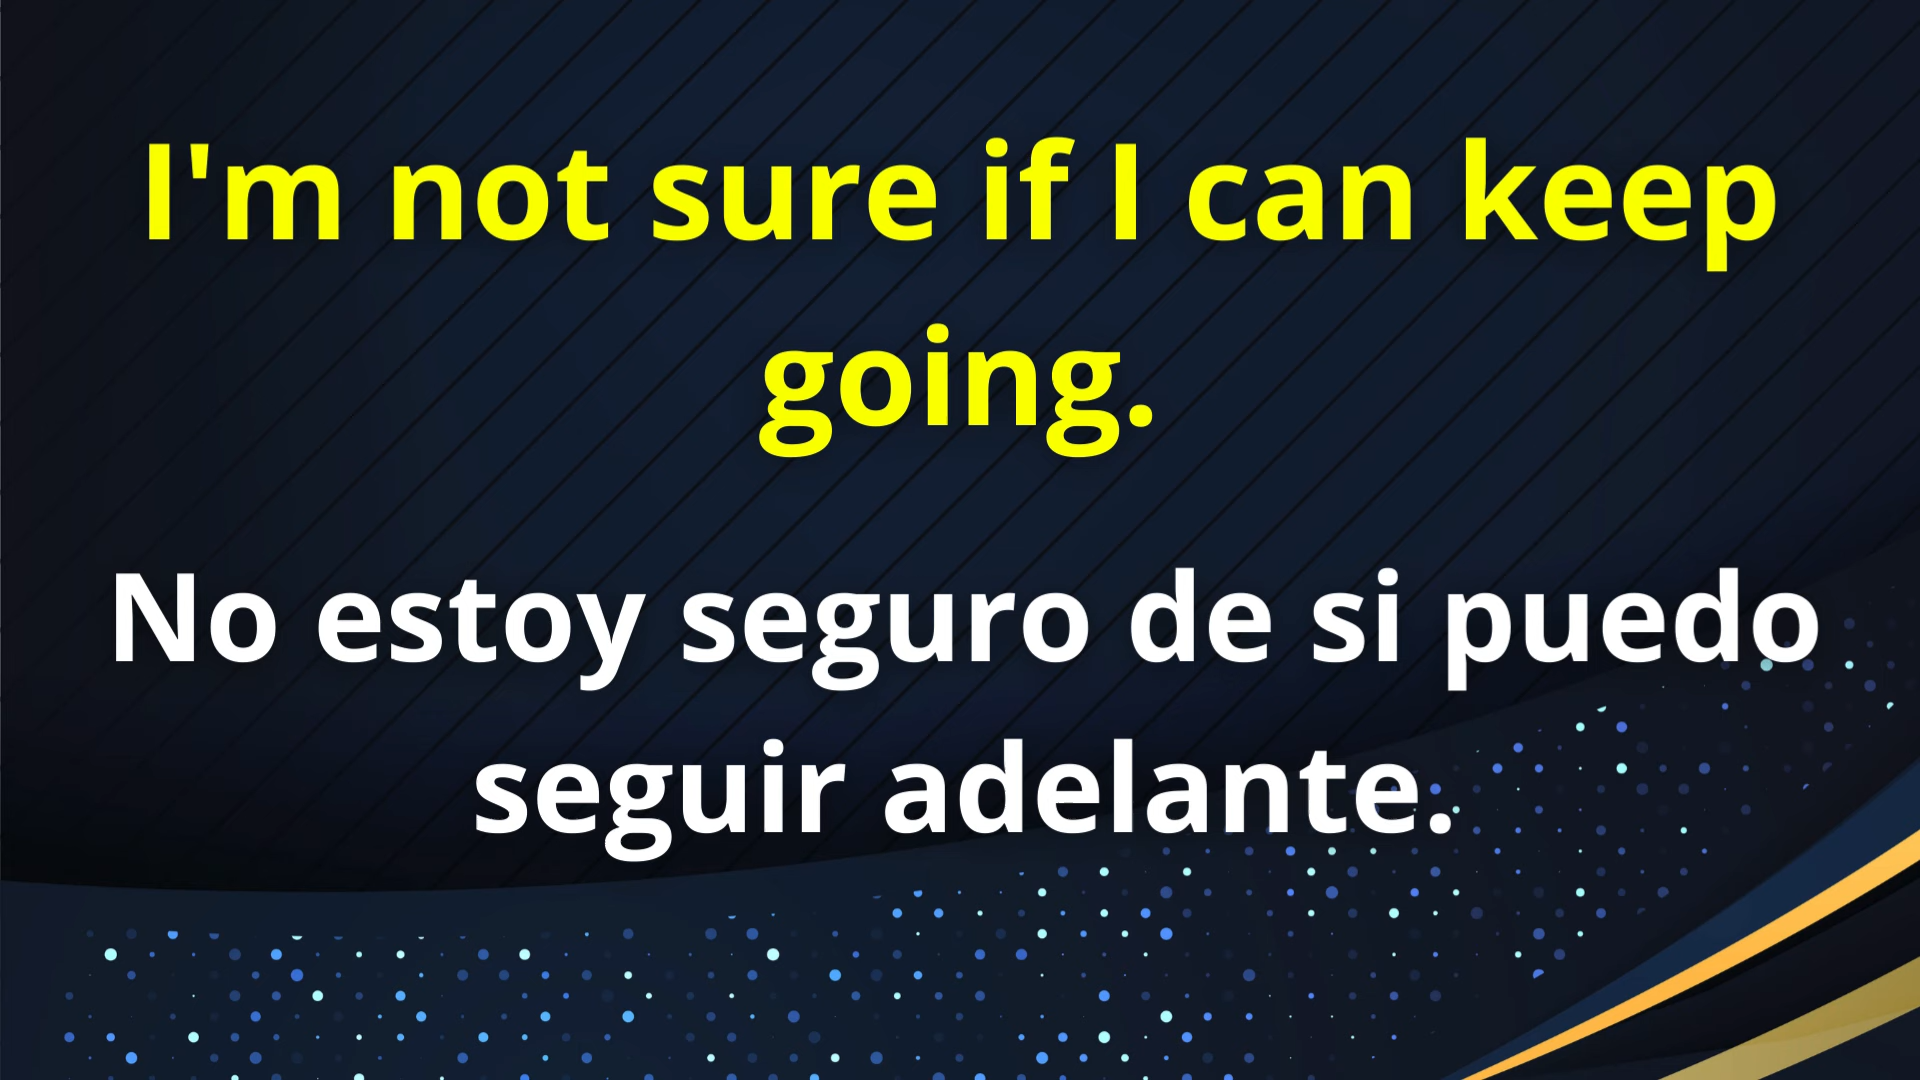 I'm not sure if I can keep
going.
No estoy seguro de si puedo
seguir adelante.